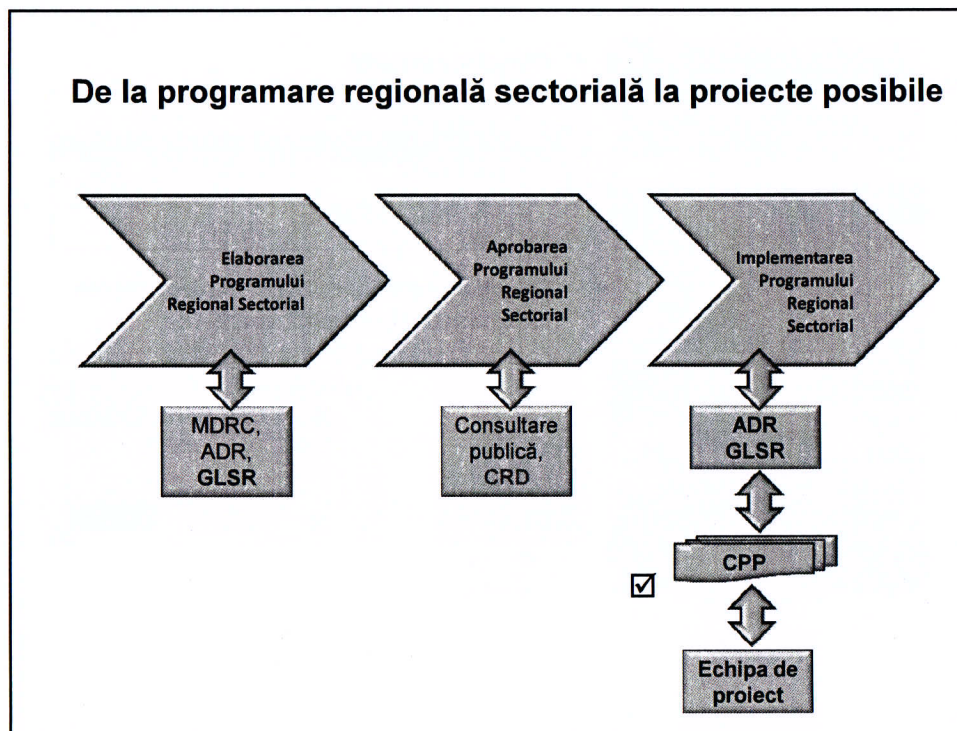 De la programare regională sectorială la proiecte posibile
Elaborarea
Programului
Regional Sectorial
Aprobarea
Programului
Regional
Sectorial
Implementarea
Programului
Regional
Sectorial
MDRC,
ADR,
GLSR
Consultare
publică,
CRD
ADR
GLSR
CPP
☑
Echipa de
proiect